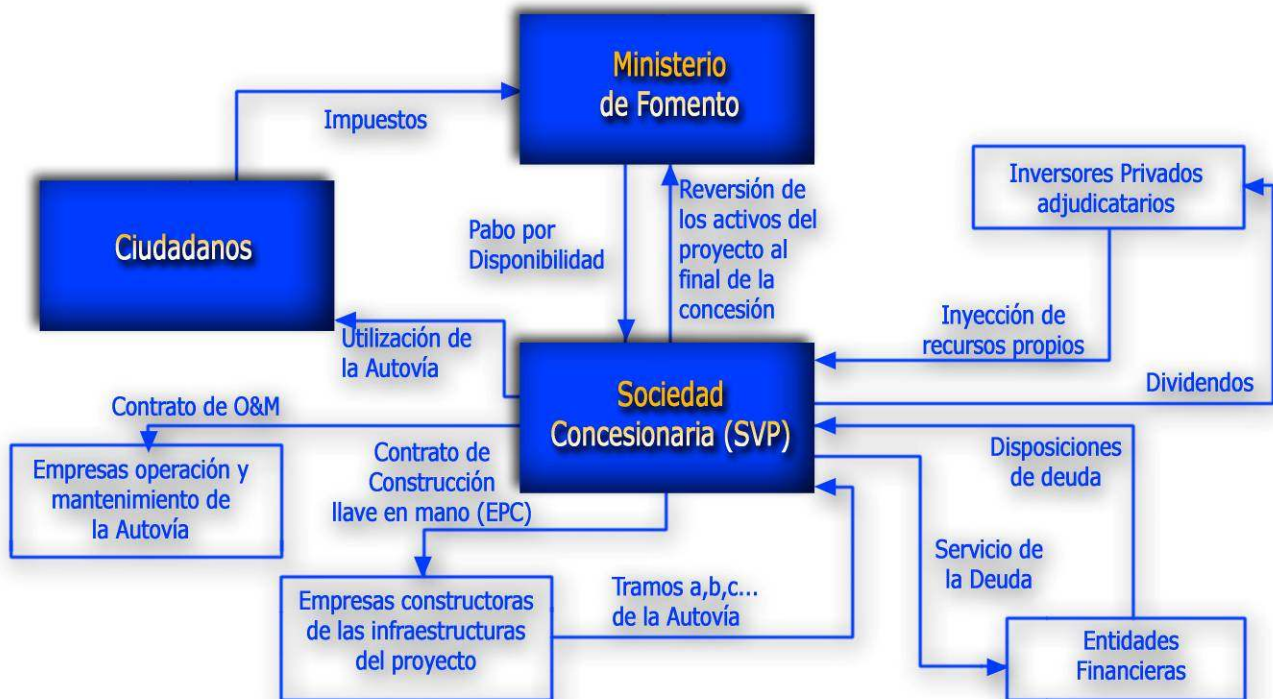 Ministerio
de Fomento
Impuestos
Ciudadanos
Pabo por
Disponibilidad
Reversión de
los activos del
proyecto al
final de la
concesión
Inversores Privados
adjudicatarios
Inyección de
recursos propios
Dividendos
Utilización de
la Autovía
Sociedad
Concesionaria (SVP)
Contrato de O&M
Empresas operación y
mantenimiento de
la Autovía
Contrato de
Construcción
llave en mano (EPC)
Disposiciones
de deuda
Servicio de
la Deuda
Empresas constructoras
de las infraestructuras
del proyecto
Tramos a,b,c...
de la Autovía
Entidades
Financieras